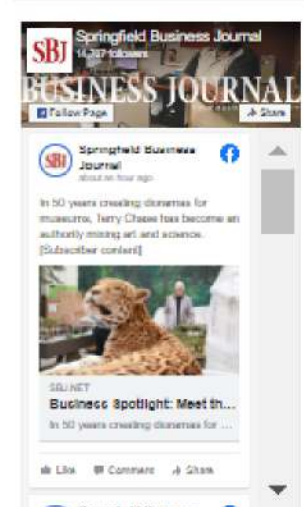 SBJ
Springfield Business Journal
14,767 followers
BUSINESS JOURNAL
Follow Page
Share
SBJ
Springfield Business
Journal
about an hour ago
In 50 years creating dioramas for
museums, Terry Chase has become an
authority mixing art and science.
[Subscriber content]
SBJ.NET
Business Spotlight: Meet th...
In 50 years creating dioramas for ...
Like
Comment
Share